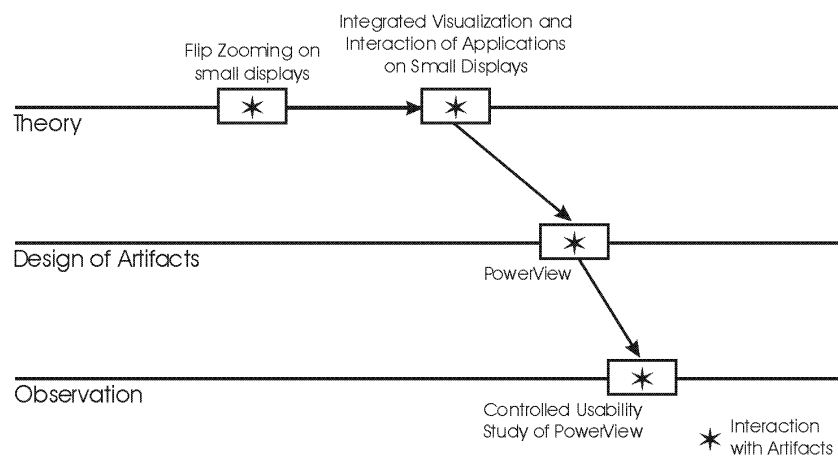 Integrated Visualization and
Interaction of Applications
on Small Displays
Flip Zooming on
small displays
Theory
Design of Artifacts
PowerView
Observation
Controlled Usability
Study of PowerView
Interaction
with Artifacts